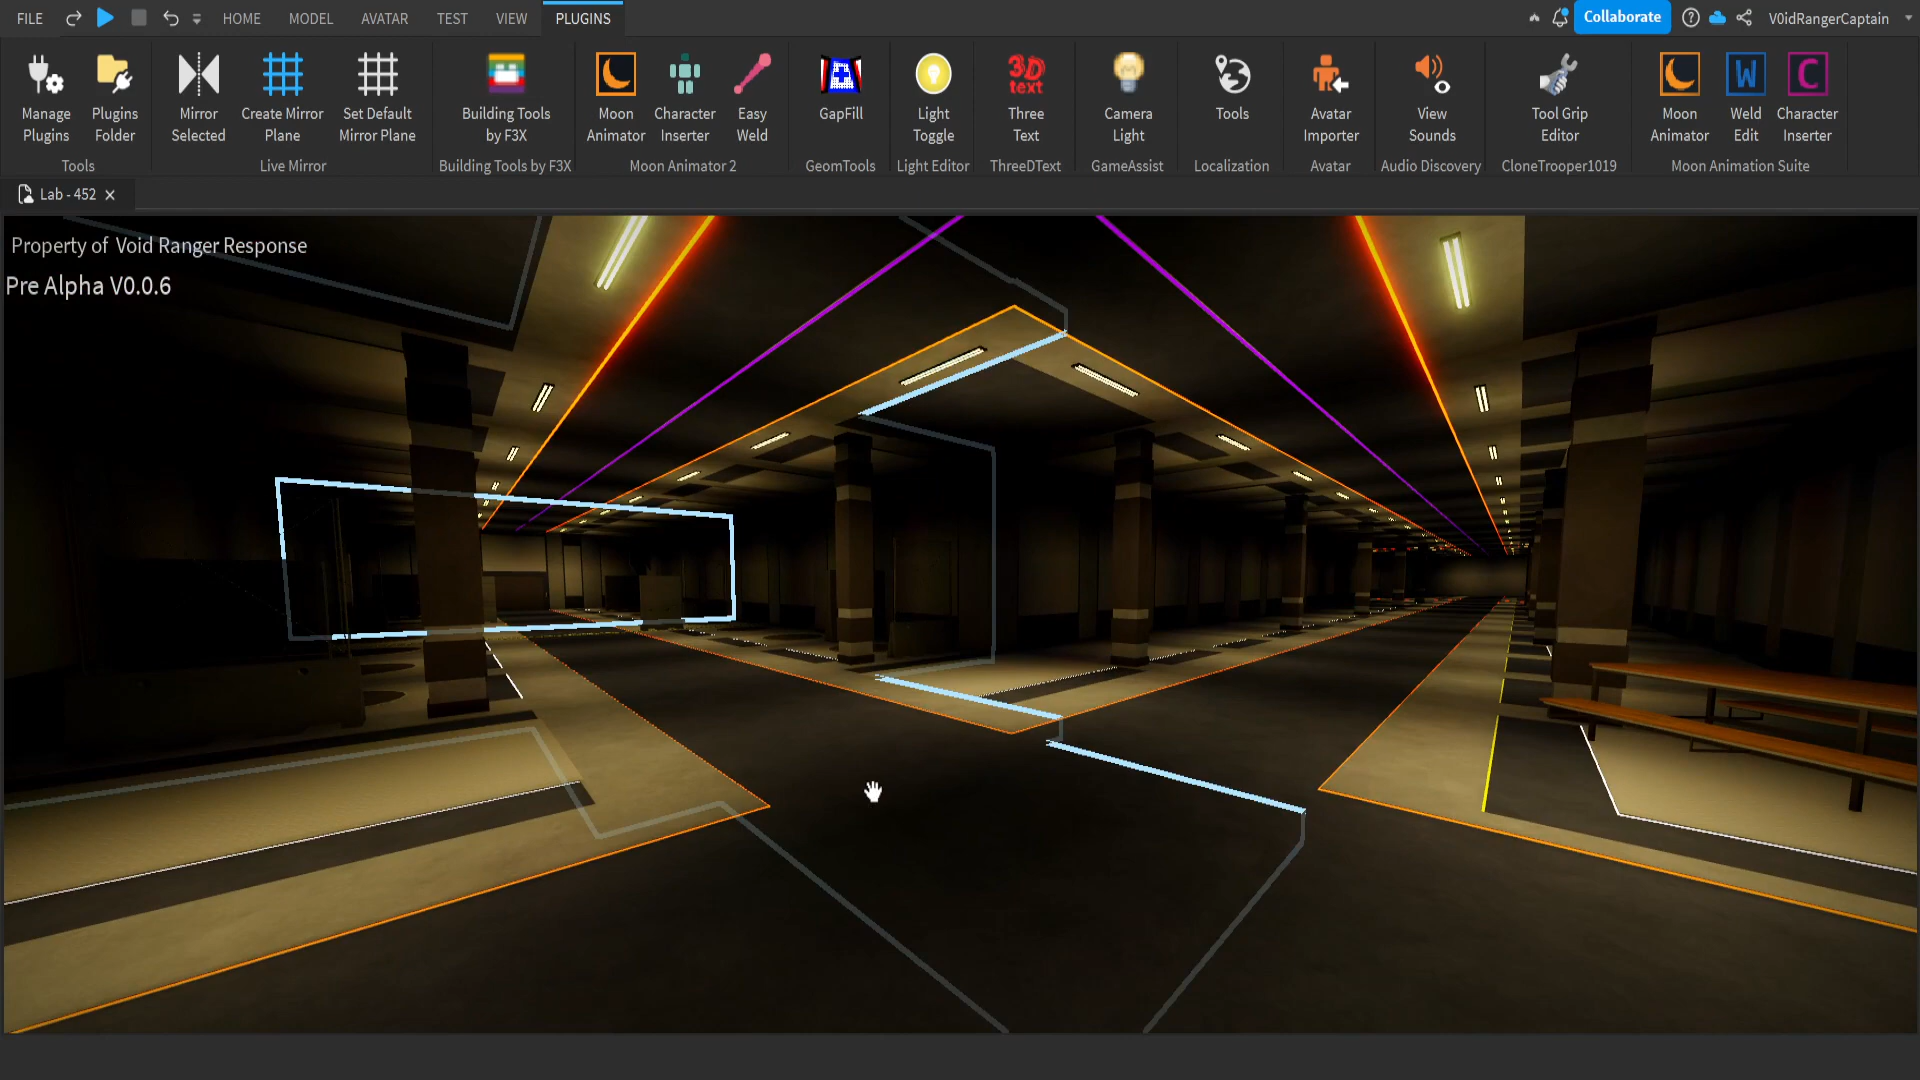 FILE HOME MODEL AVATAR TEST VIEW PLUGINS Collaborate V0idRangerCaptain
Manage Plugins
Plugins Folder
Tools
Mirror Selected
Create Mirror Plane
Set Default Mirror Plane
Live Mirror
Building Tools by F3X
Building Tools by F3X
Moon Animator
Character Inserter
Easy Weld
Moon Animator 2
GapFill
GeomTools
Light Toggle
Light Editor
3D text
Three Text
ThreeDText
Camera Light
GameAssist
Tools
Localization
Avatar Importer
Avatar
View Sounds
Audio Discovery
Tool Grip Editor
CloneTrooper1019
Moon Animator
W
Weld Edit
C
Character Inserter
Moon Animation Suite
Lab - 452
Property of Void Ranger Response
Pre Alpha V0.0.6